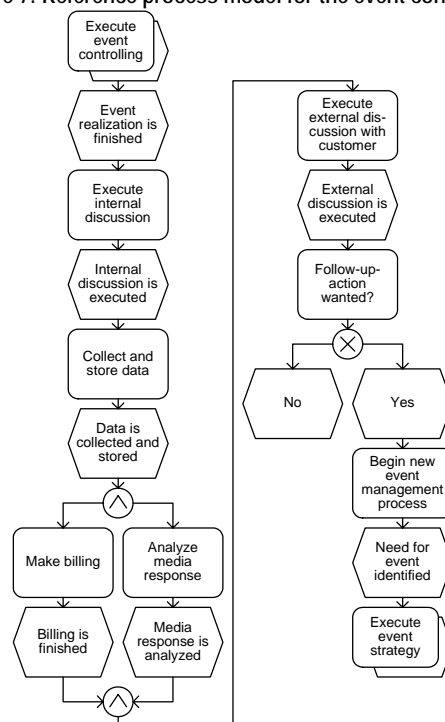 7. Reference process model for the event con
Execute
event
controlling
Event
realization is
finished
Execute
internal
discussion
Internal
discussion is
executed
Collect and
store data
Data is
collected and
stored
Make billing
Analyze
media
response
Billing is
finished
Media
response is
analyzed
Execute
external dis-
cussion with
customer
External
discussion is
executed
Follow-up-
action
wanted?
No
Yes
Begin new
event
management
process
Need for
event
identified
Execute
event
strategy